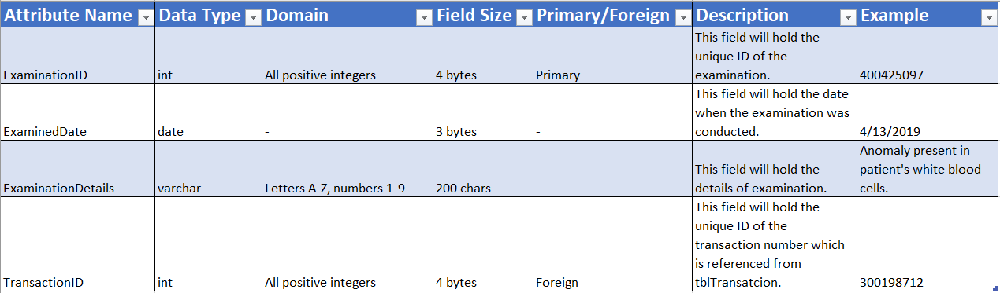 Attribute Name Data Type Domain Field Size Primary/Foreign Description Example
This field will hold the
unique ID of the
ExaminationID int All positive integers 4 bytes Primary examination. 400425097
This field will hold the date
when the examination was
ExaminedDate date - 3 bytes - conducted. 4/13/2019
Anomaly present in
This field will hold the patient's white blood
ExaminationDetails varchar Letters A-Z, numbers 1-9 200 chars - details of examination. cells.
This field will hold the
unique ID of the
transaction number which
is referenced from
TransactionID int All positive integers 4 bytes Foreign tblTransatcion. 300198712